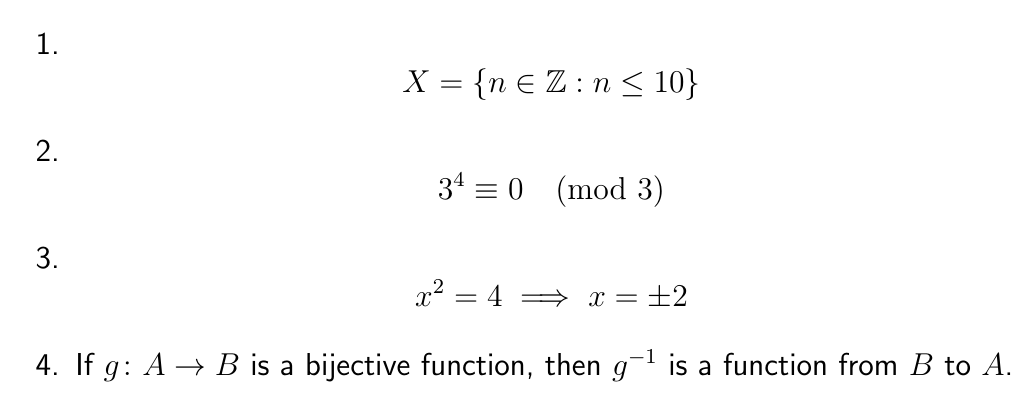 1.
X = {n ∈ ℤ : n ≤ 10}
2.
3⁴ ≡ 0 (mod 3)
3.
x² = 4 ⟹ x = ±2
4. If g: A → B is a bijective function, then g⁻¹ is a function from B to A.